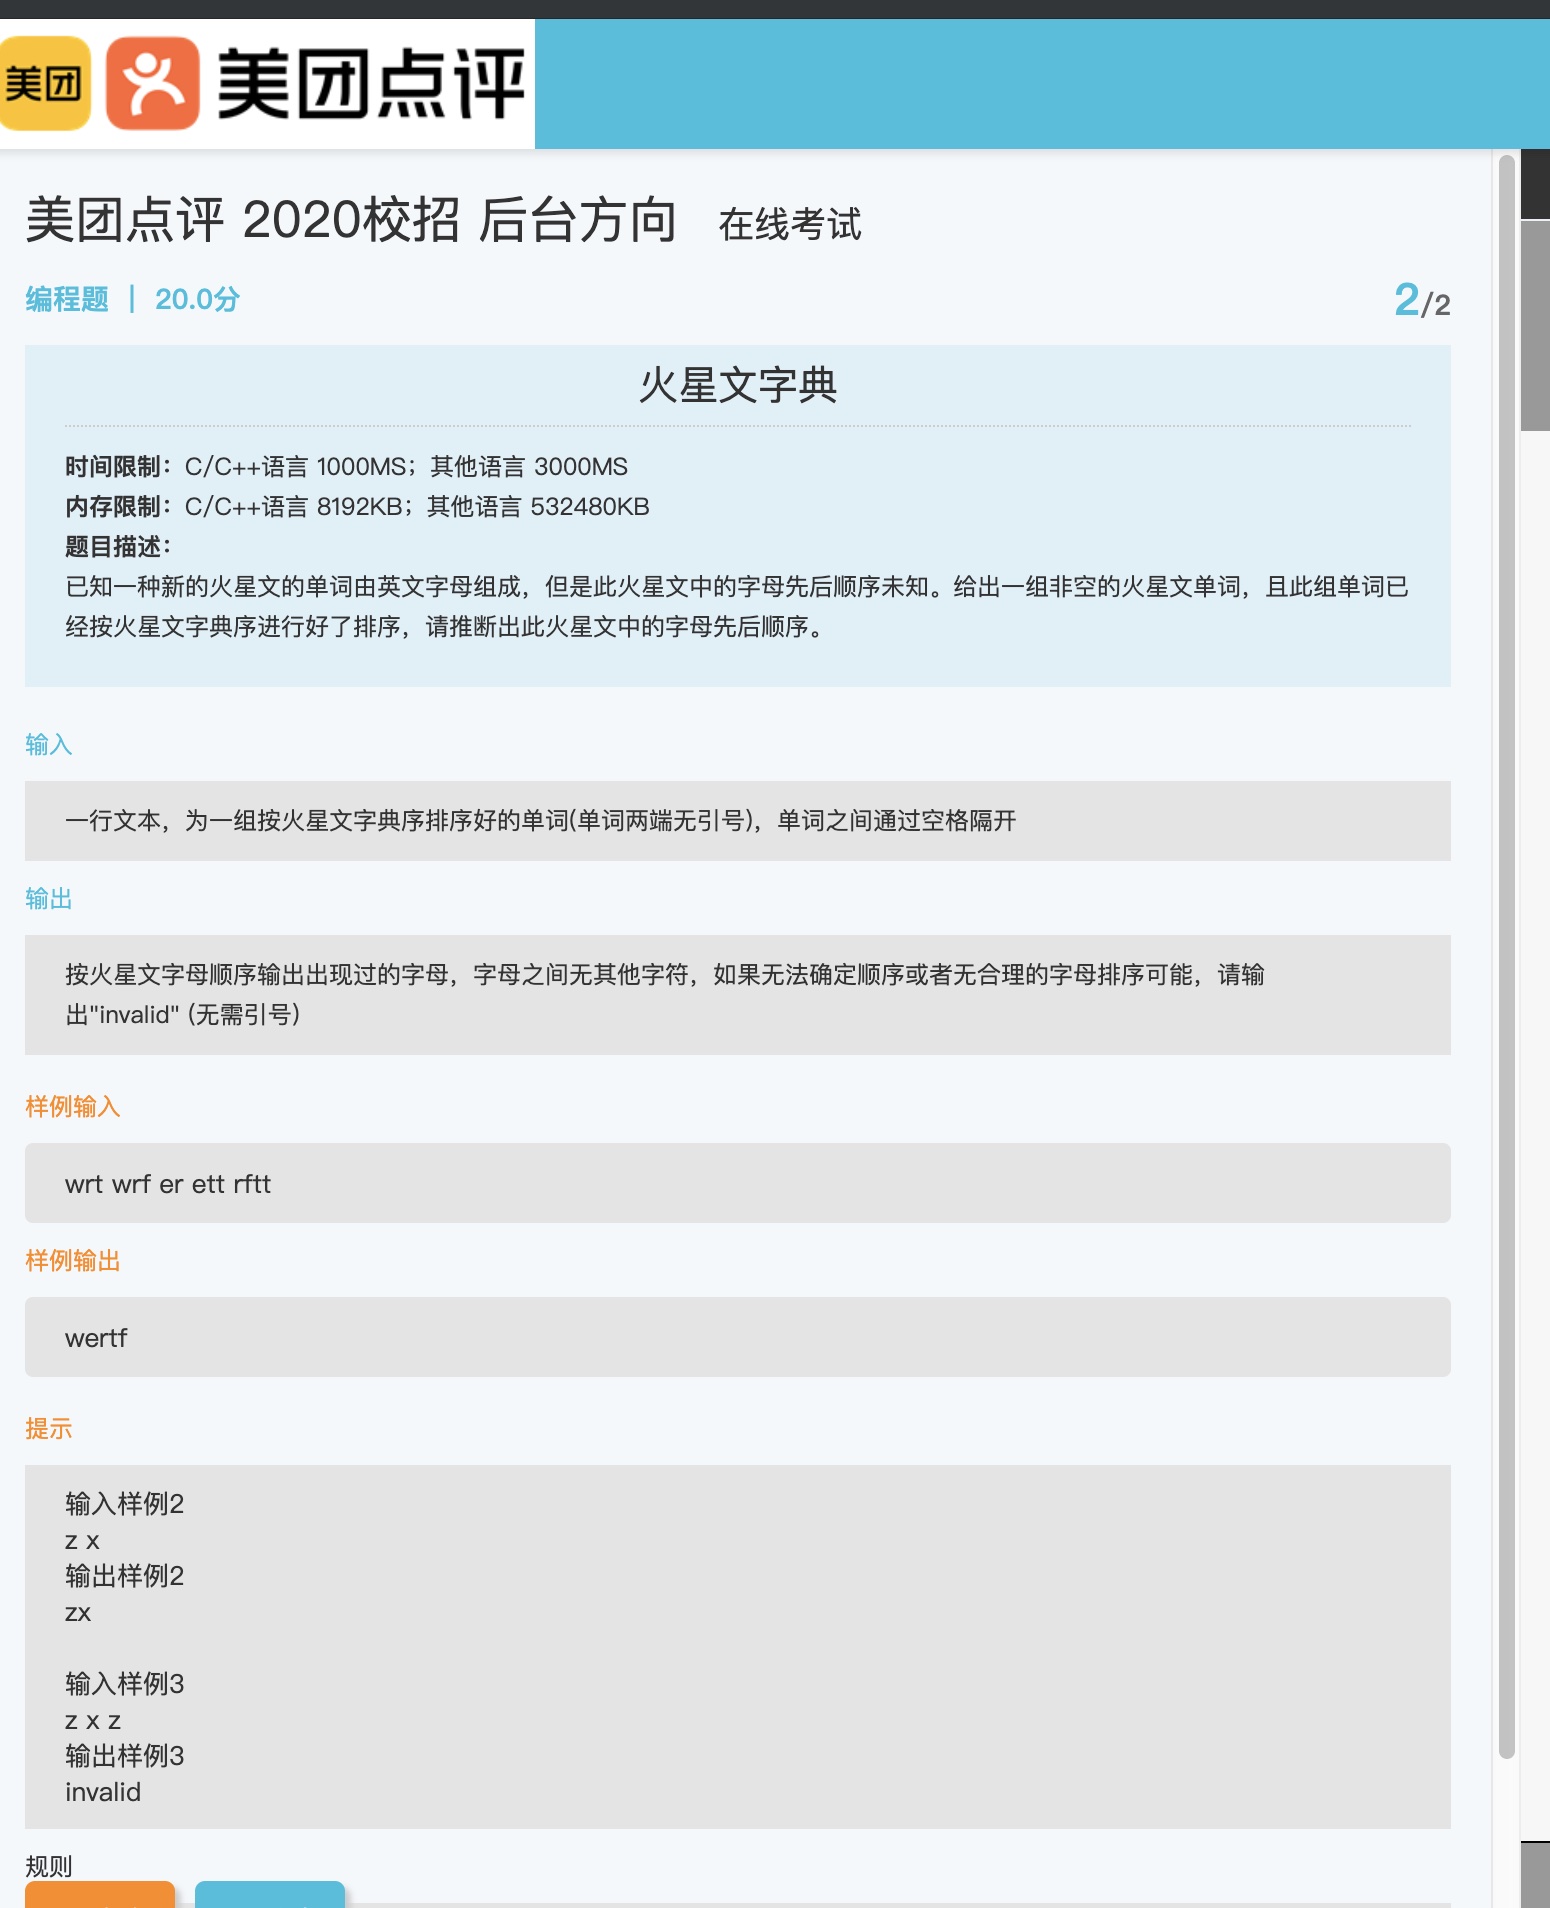 美团 美团点评
美团点评 2020校招 后台方向 在线考试
编程题 | 20.0分 2/2
火星文字典
时间限制：C/C++语言 1000MS；其他语言 3000MS
内存限制：C/C++语言 8192KB；其他语言 532480KB
题目描述：
已知一种新的火星文的单词由英文字母组成，但是此火星文中的字母先后顺序未知。给出一组非空的火星文单词，且此组单词已
经按火星文字典序进行好了排序，请推断出此火星文中的字母先后顺序。
输入
一行文本，为一组按火星文字典序排序好的单词(单词两端无引号)，单词之间通过空格隔开
输出
按火星文字母顺序输出出现过的字母，字母之间无其他字符，如果无法确定顺序或者无合理的字母排序可能，请输
出"invalid" (无需引号)
样例输入
wrt wrf er ett rftt
样例输出
wertf
提示
输入样例2
z x
输出样例2
zx
输入样例3
z x z
输出样例3
invalid
规则